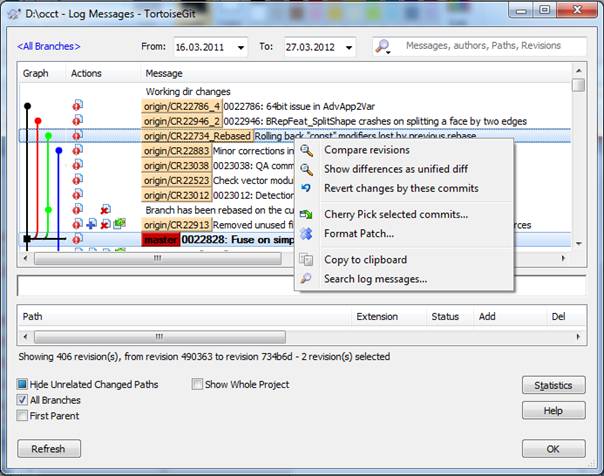 D:\occt - Log Messages - TortoiseGit
<All Branches>
From: 16.03.2011
To: 27.03.2012
Messages, authors, Paths, Revisions
Graph Actions Message
Working dir changes
origin/CR22786_4 0022786: 64bit issue in AdvApp2Var
origin/CR22946_2 0022946: BRepFeat_SplitShape crashes on splitting a face by two edges
origin/CR22734_Rebased Rolling back "const" modifiers lost by previous rebase
origin/CR22883 Minor corrections in
origin/CR23038 0023038: QA comm
origin/CR22523 Check vector modu
origin/CR23012 0023012: Detection
Branch has been rebased on the cu
origin/CR22913 Removed unused fi
rces
master 0022828: Fuse on simp
Compare revisions
Show differences as unified diff
Revert changes by these commits
Cherry Pick selected commits...
Format Patch...
Copy to clipboard
Search log messages...
Path Extension Status Add Del
Showing 406 revision(s), from revision 490363 to revision 734b6d - 2 revision(s) selected
Hide Unrelated Changed Paths
Show Whole Project
Statistics
All Branches
Help
First Parent
Refresh
OK